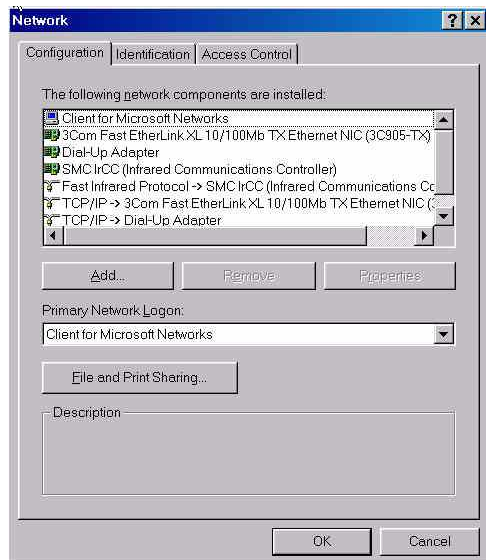 Network
Configuration Identification Access Control
The following network components are installed:
Client for Microsoft Networks
3Com Fast EtherLink XL 10/100Mb TX Ethernet NIC (3C905-TX)
Dial-Up Adapter
SMC IrCC (Infrared Communications Controller)
Fast Infrared Protocol -> SMC IrCC (Infrared Communications Cc
TCP/IP -> 3Com Fast EtherLink XL 10/100Mb TX Ethernet NIC (3
TCP/IP -> Dial-Up Adapter
Add... Remove Properties
Primary Network Logon:
Client for Microsoft Networks
File and Print Sharing...
Description
OK Cancel